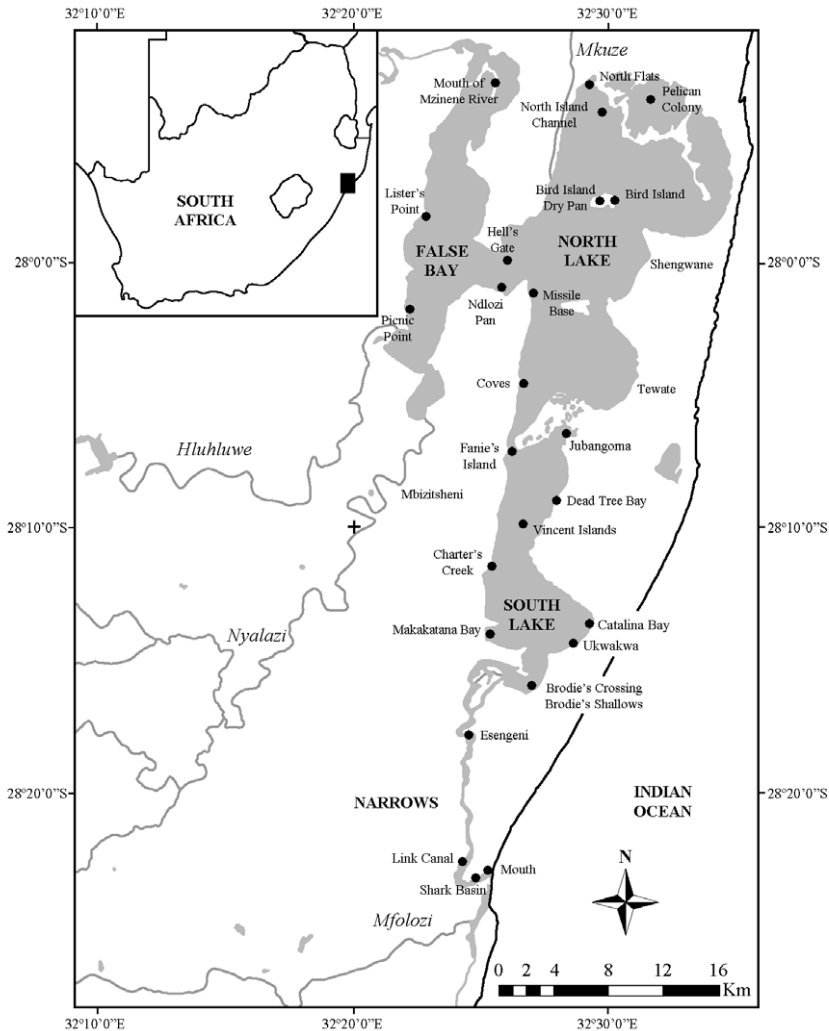 32°10'0"E
32°20'0"E
32°30'0"E
Mkuze
North Flats
Mouth of
Mzinene River
Pelican
Colony
North Island
Channel
SOUTH
AFRICA
Lister's
Point
Bird Island
Dry Pan
Bird Island
Hell's
Gate
FALSE
BAY
NORTH
LAKE
28°0'0"S
28°0'0"S
Shengwane
Ndlozi
Pan
Missile
Base
Picnic
Point
Coves
Tewate
Hluhluwe
Fanie's
Island
Jubangoma
Mbizitsheni
Dead Tree Bay
28°10'0"S
28°10'0"S
Vincent Islands
Charter's
Creek
SOUTH
LAKE
Nyalazi
Makakatana Bay
Catalina Bay
Ukwakwa
Brodie's Crossing
Brodie's Shallows
Esengeni
28°20'0"S
28°20'0"S
NARROWS
INDIAN
OCEAN
Link Canal
Mouth
Shark Basin
N
Mfolozi
0 2 4 8 12 16
Km
32°10'0"E
32°20'0"E
32°30'0"E